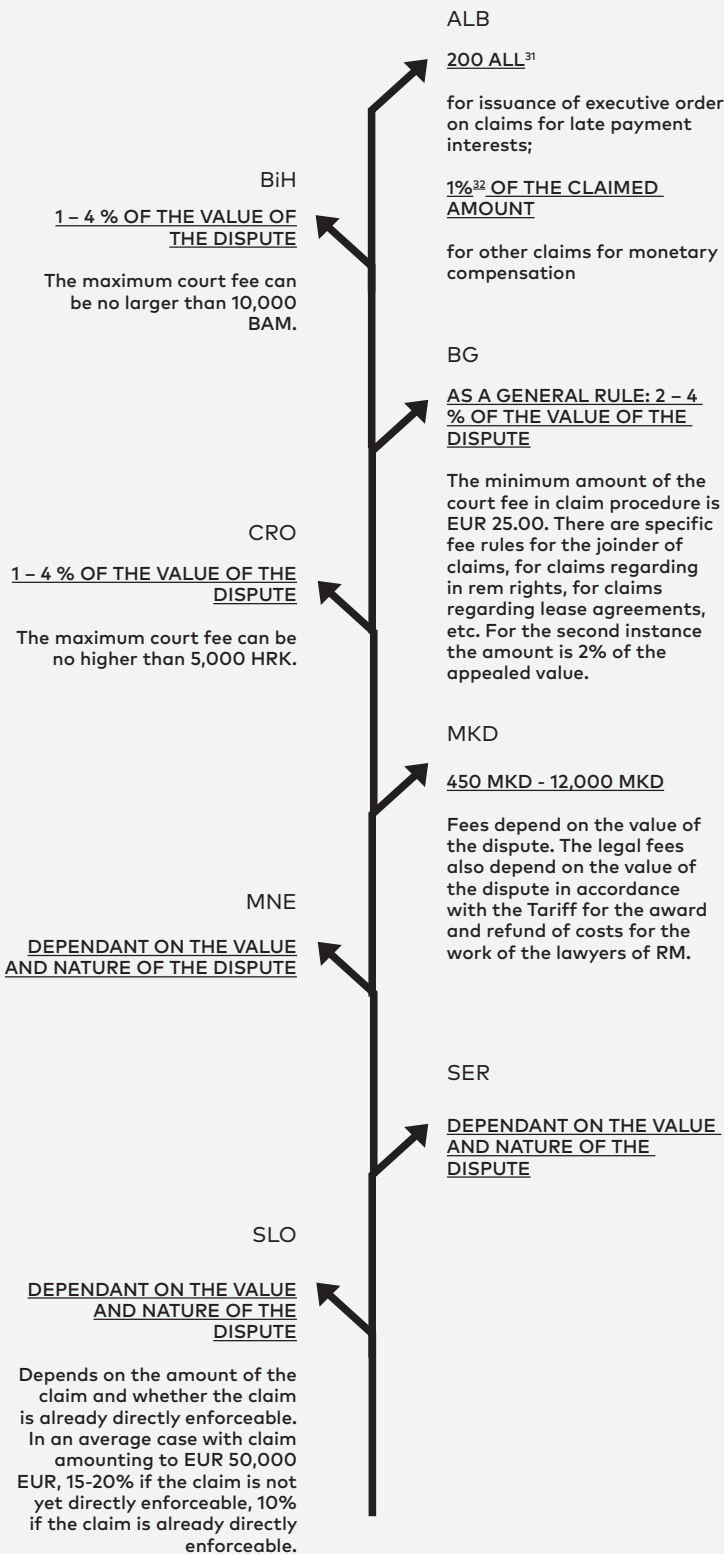 ALB
200 ALL31
for issuance of executive order
on claims for late payment
interests;
1%32 OF THE CLAIMED
AMOUNT
for other claims for monetary
compensation
BiH
1 – 4 % OF THE VALUE OF
THE DISPUTE
The maximum court fee can
be no larger than 10,000
BAM.
BG
AS A GENERAL RULE: 2 – 4
% OF THE VALUE OF THE
DISPUTE
The minimum amount of the
court fee in claim procedure is
EUR 25.00. There are specific
fee rules for the joinder of
claims, for claims regarding
in rem rights, for claims
regarding lease agreements,
etc. For the second instance
the amount is 2% of the
appealed value.
CRO
1 – 4 % OF THE VALUE OF THE
DISPUTE
The maximum court fee can be
no higher than 5,000 HRK.
MKD
450 MKD - 12,000 MKD
Fees depend on the value of
the dispute. The legal fees
also depend on the value of
the dispute in accordance
with the Tariff for the award
and refund of costs for the
work of the lawyers of RM.
MNE
DEPENDANT ON THE VALUE
AND NATURE OF THE DISPUTE
SER
DEPENDANT ON THE VALUE
AND NATURE OF THE
DISPUTE
SLO
DEPENDANT ON THE VALUE
AND NATURE OF THE
DISPUTE
Depends on the amount of the
claim and whether the claim
is already directly enforceable.
In an average case with claim
amounting to EUR 50,000
EUR, 15-20% if the claim is not
yet directly enforceable, 10%
if the claim is already directly
enforceable.